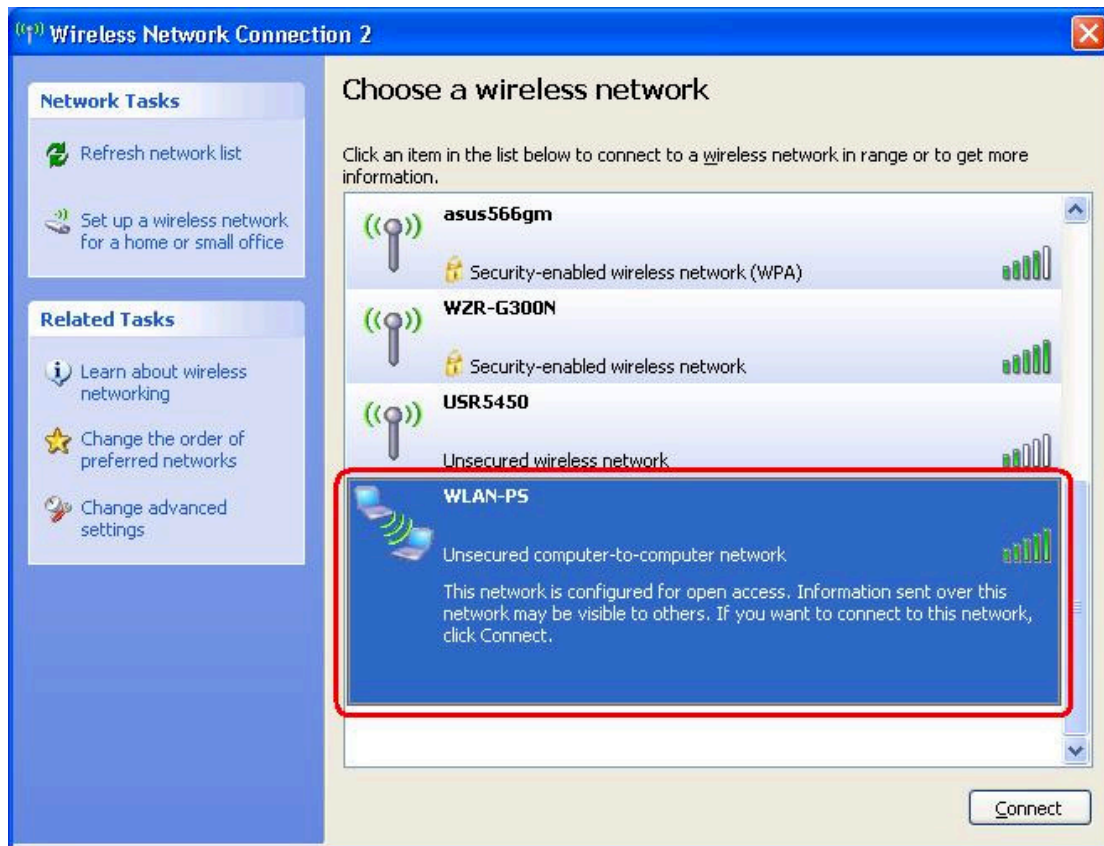 Wireless Network Connection 2
Network Tasks
Refresh network list
Set up a wireless network
for a home or small office
Related Tasks
Learn about wireless
networking
Change the order of
preferred networks
Change advanced
settings
Choose a wireless network
Click an item in the list below to connect to a wireless network in range or to get more
information.
asus566gm
Security-enabled wireless network (WPA)
WZR-G300N
Security-enabled wireless network
USR5450
Unsecured wireless network
WLAN-PS
Unsecured computer-to-computer network
This network is configured for open access. Information sent over this
network may be visible to others. If you want to connect to this network,
click Connect.
Connect